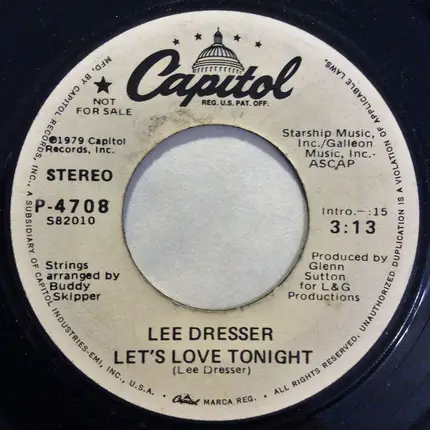 Capitol
REG. U.S. PAT. OFF.
★ NOT
FOR SALE
℗1979 Capitol
Records, Inc.
STEREO
P-4708
S82010
Strings
arranged by
Buddy
Skipper
Starship Music,
Inc./Galleon
Music, Inc.-
ASCAP
Intro.-:15
3:13
Produced by
Glenn
Sutton
for L&G
Productions
LEE DRESSER
LET'S LOVE TONIGHT
(Lee Dresser)
MFD. BY CAPITOL RECORDS, INC., A SUBSIDIARY OF CAPITOL INDUSTRIES-EMI, INC., U.S.A. • Capitol MARCA REG. • ALL RIGHTS RESERVED. UNAUTHORIZED DUPLICATION IS A VIOLATION OF APPLICABLE LAWS.